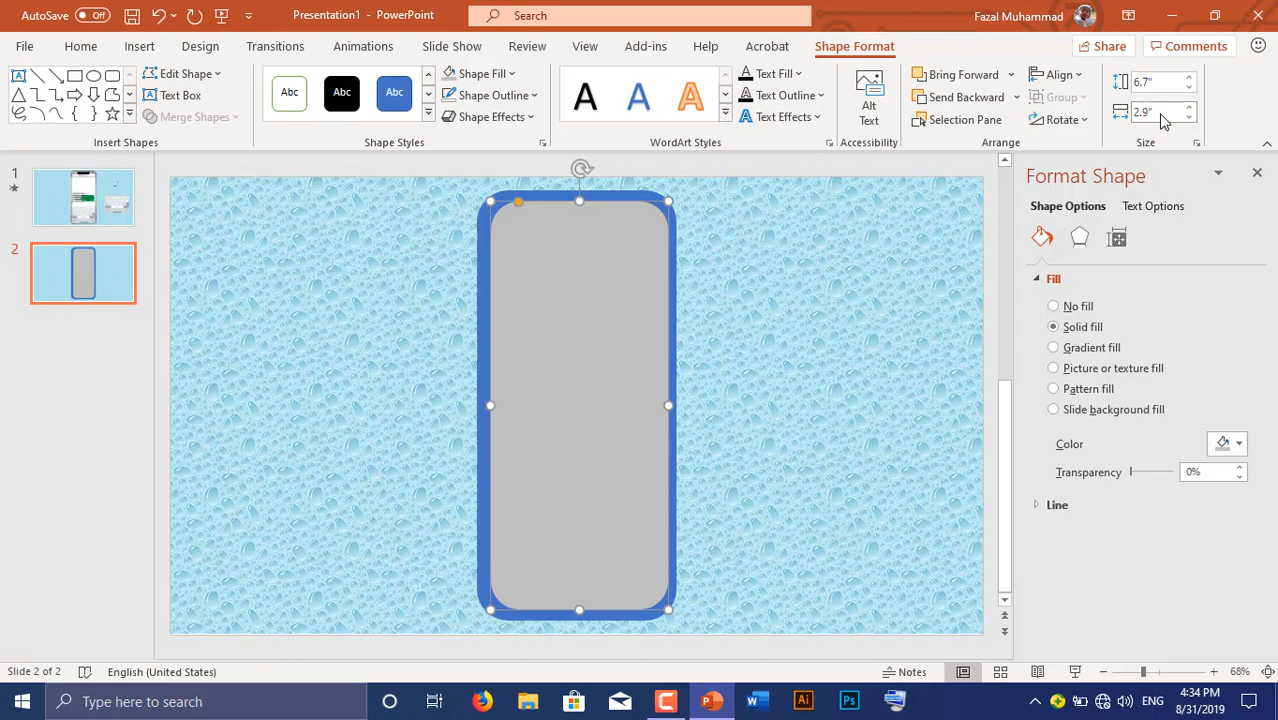 AutoSave Off Presentation1 - PowerPoint Search Fazal Muhammad
File Home Insert Design Transitions Animations Slide Show Review View Add-ins Help Acrobat Shape Format Share Comments
Edit Shape Text Box Merge Shapes
Insert Shapes
Abc Abc Abc
Shape Fill Shape Outline Shape Effects
Shape Styles
A A A
Text Fill Text Outline Text Effects
WordArt Styles
Alt Text
Accessibility
Bring Forward Send Backward Selection Pane Align Group Rotate
Arrange
6.7"
2.9"
Size
1
2
Format Shape
Shape Options Text Options
Fill
No fill
Solid fill
Gradient fill
Picture or texture fill
Pattern fill
Slide background fill
Color
Transparency 0%
Line
Slide 2 of 2 English (United States) Notes 68%
Type here to search ENG 4:34 PM
8/31/2019